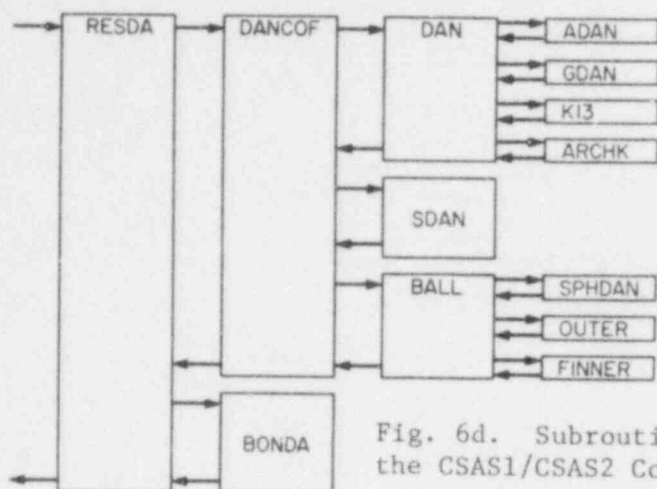 RESDA
DANCOF
DAN
ADAN
GDAN
KI3
ARCHK
SDAN
BALL
SPHDAN
OUTER
FINNER
BONDA
Fig. 6d. Subrouti
the CSAS1/CSAS2 Co